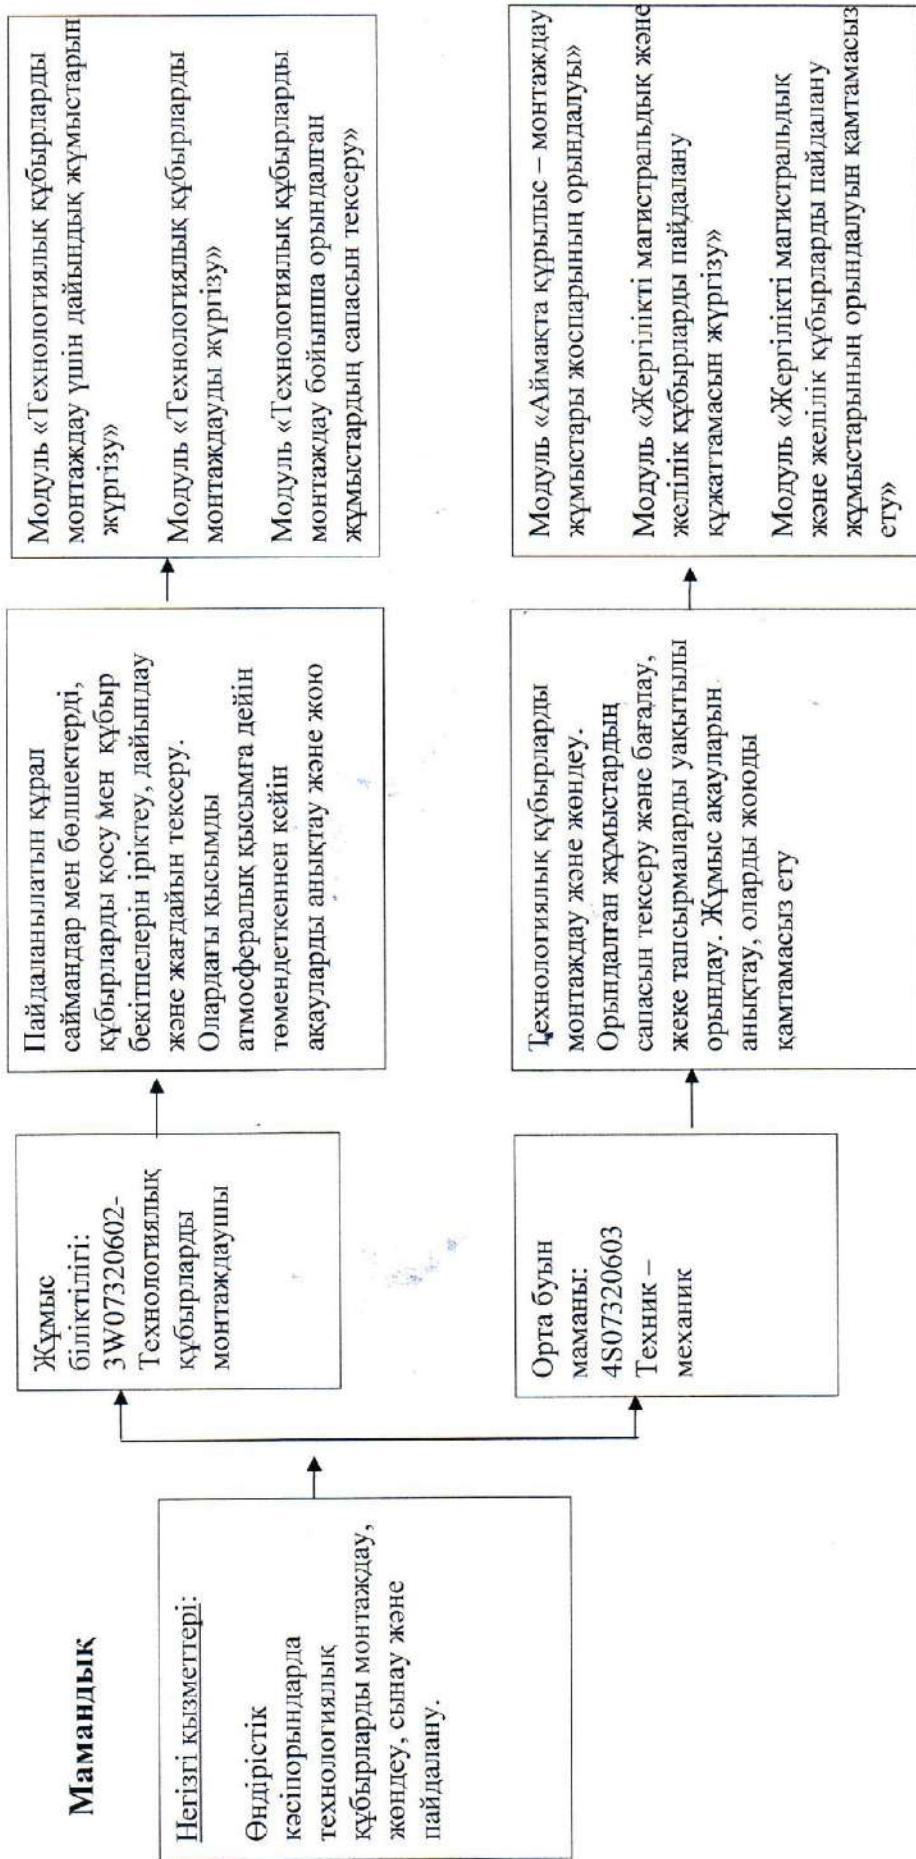 Мамандық
Негізгі қызметтері:
Өндірістік
кәсіпорындарда
технологиялық
құбырларды монтаждау,
жөндеу, сынау және
пайдалану.
Жұмыс
біліктілігі:
3W07320602-
Технологиялық
құбырларды
монтаждаушы
Пайдаланылатын құрал
саймандар мен бөлшектерді,
құбырларды қосу мен құбыр
бекітпелерін іріктеу, дайындау
және жағдайын тексеру.
Олардағы қысымды
атмосфералық қысымға дейін
төмендеткеннен кейін
ақауларды анықтау және жою
Модуль «Технологиялық құбырларды
монтаждау үшін дайындық жұмыстарын
жүргізу»
Модуль «Технологиялық құбырларды
монтаждауды жүргізу»
Модуль «Технологиялық құбырларды
монтаждау бойынша орындалған
жұмыстардың сапасын тексеру»
Орта буын
маманы:
4S07320603
Техник –
механик
Технологиялық құбырларды
монтаждау және жөндеу.
Орындалған жұмыстардың
сапасын тексеру және бағалау,
жеке тапсырмаларды уақытылы
орындау. Жұмыс ақауларын
анықтау, оларды жоюды
қамтамасыз ету
Модуль «Аймақта құрылыс – монтаждау
жұмыстары жоспарының орындалуы»
Модуль «Жергілікті магистральдық және
желілік құбырларды пайдалану
құжаттамасын жүргізу»
Модуль «Жергілікті магистральдық
және желілік құбырларды пайдалану
жұмыстарының орындалуын қамтамасыз
ету»